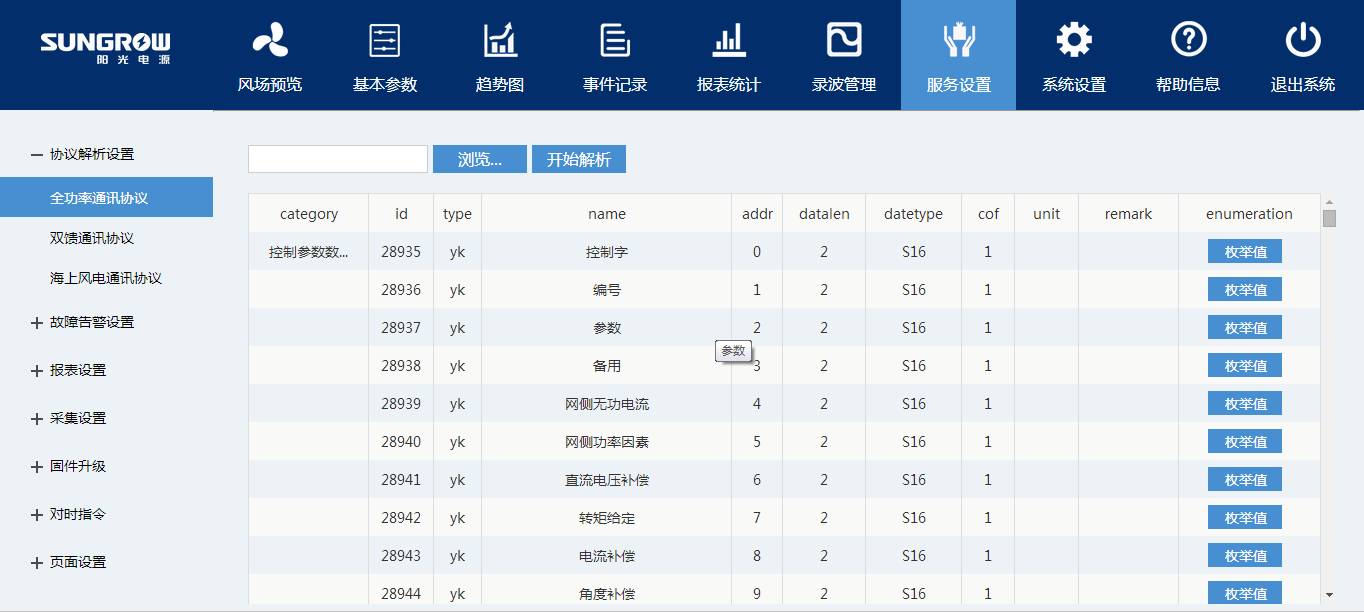 SUNGROW
阳光电源
风场预览 基本参数 趋势图 事件记录 报表统计 录波管理 服务设置 系统设置 帮助信息 退出系统
协议解析设置
全功率通讯协议
双馈通讯协议
海上风电通讯协议
故障告警设置
报表设置
采集设置
固件升级
对时指令
页面设置
浏览... 开始解析
category id type name addr datalen datetype cof unit remark enumeration
控制参数数... 28935 yk 控制字 0 2 S16 1 枚举值
28936 yk 编号 1 2 S16 1 枚举值
28937 yk 参数 2 2 S16 1 枚举值
参数
28938 yk 备用 3 2 S16 1 枚举值
28939 yk 网侧无功电流 4 2 S16 1 枚举值
28940 yk 网侧功率因素 5 2 S16 1 枚举值
28941 yk 直流电压补偿 6 2 S16 1 枚举值
28942 yk 转矩给定 7 2 S16 1 枚举值
28943 yk 电流补偿 8 2 S16 1 枚举值
28944 yk 角度补偿 9 2 S16 1 枚举值